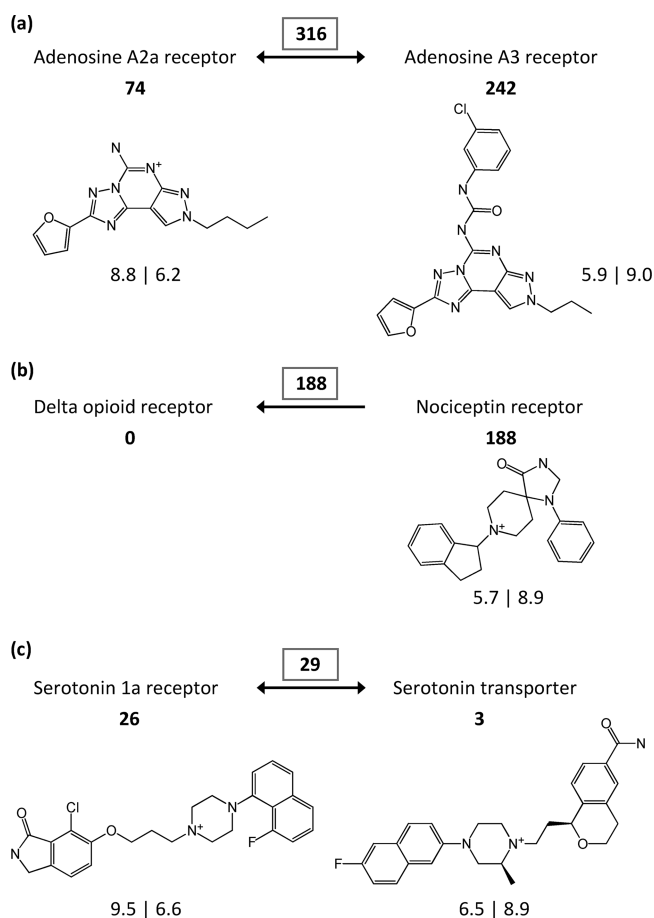 (a)
316
Adenosine A2a receptor
Adenosine A3 receptor
74
242
Cl
N
N
O
N
N
N+
N
N
N
N
N
N
O
8.8 | 6.2
N
N
N
N
N
N
O
5.9 | 9.0
(b)
188
Delta opioid receptor
Nociceptin receptor
0
188
O
N
N
N+
5.7 | 8.9
(c)
29
Serotonin 1a receptor
Serotonin transporter
26
3
O
Cl
N
O
N+
N
F
9.5 | 6.6
O
N
N
N+
O
F
6.5 | 8.9